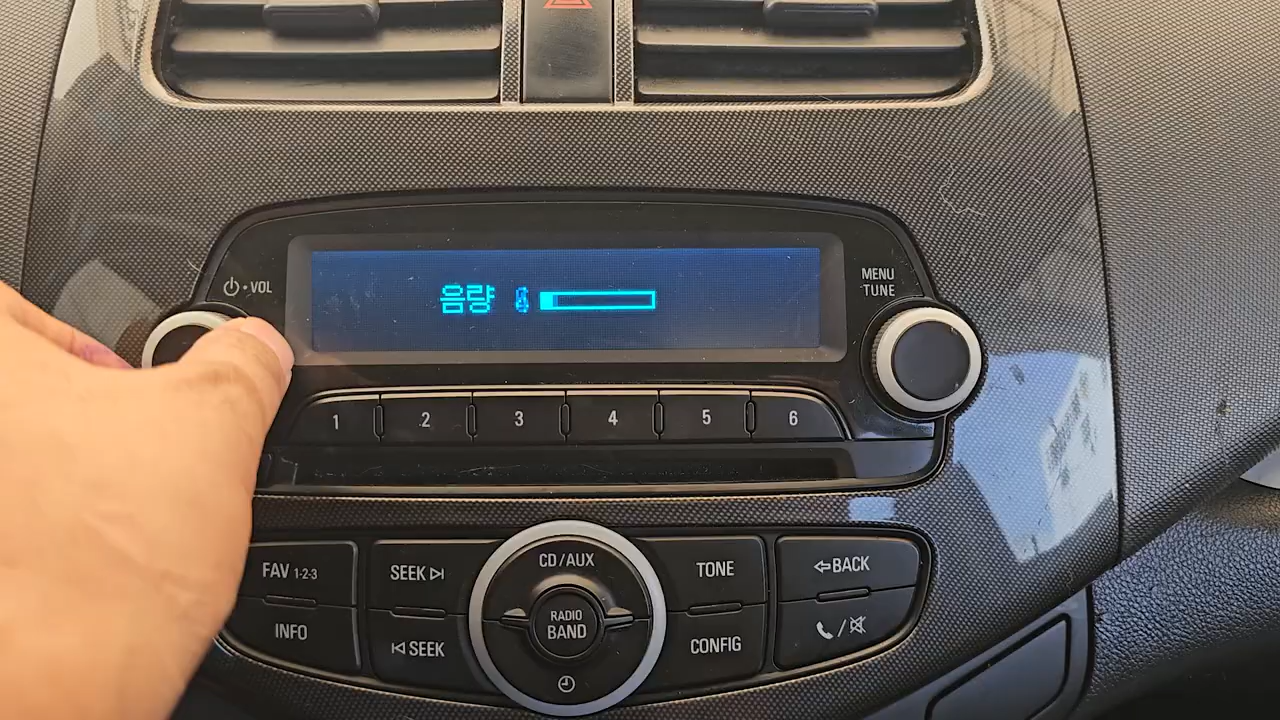 VOL
MENU
TUNE
음량
1
2
3
4
5
6
FAV 1-2-3
SEEK
CD/AUX
TONE
BACK
RADIO
BAND
INFO
SEEK
CONFIG
/